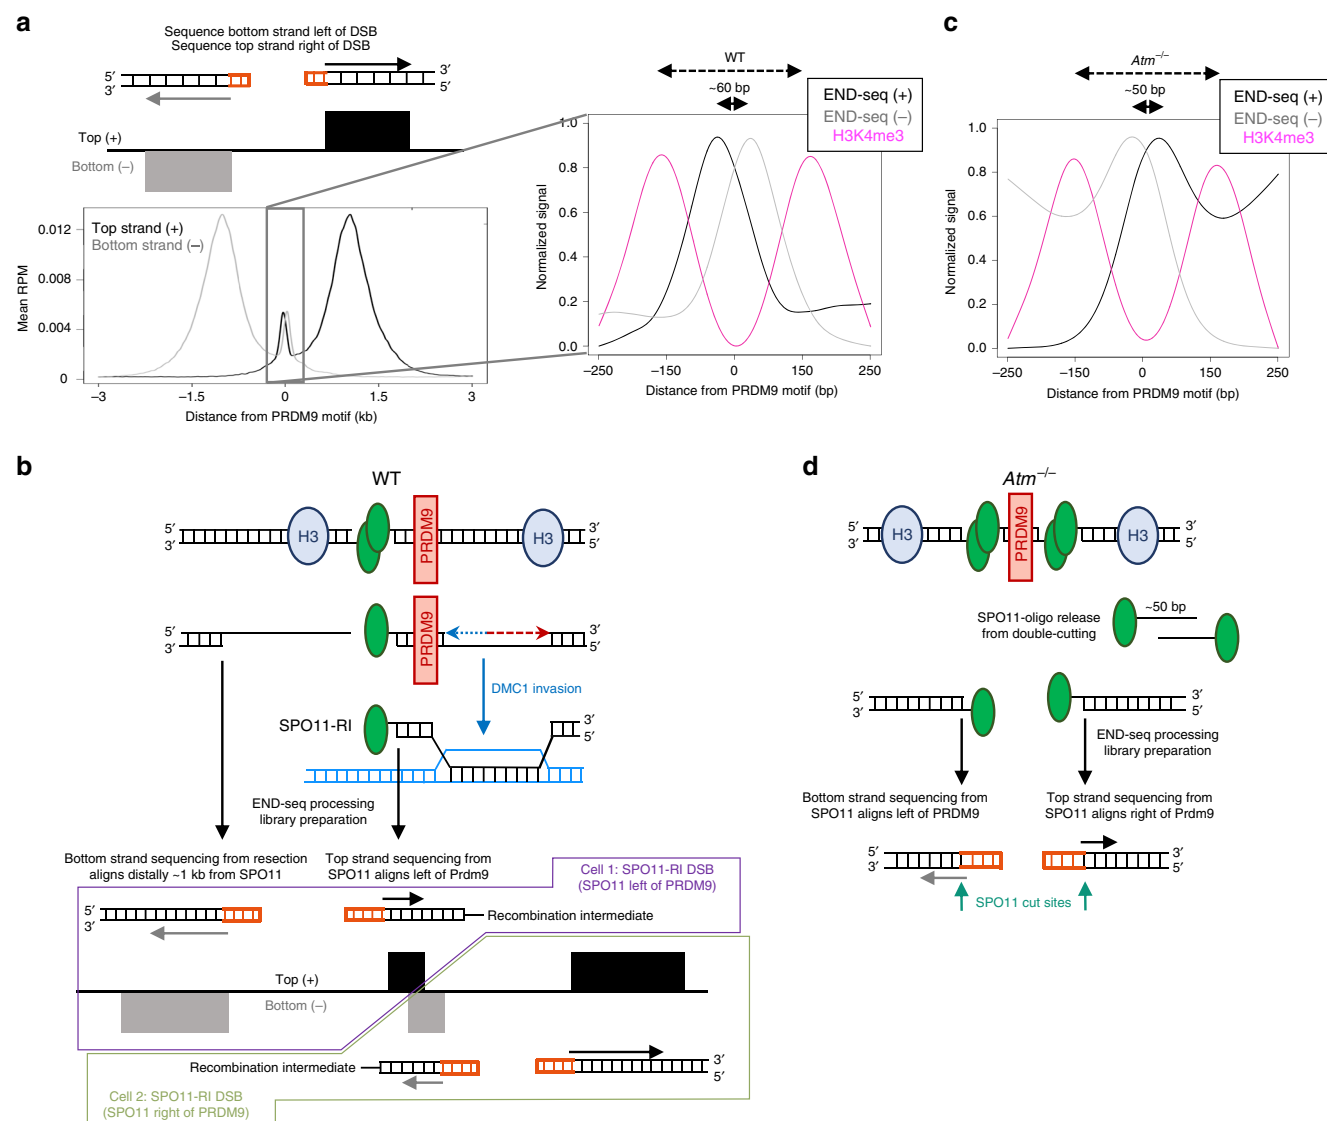 a
Sequence bottom strand left of DSB
Sequence top strand right of DSB
5′
3′
3′
5′
Top (+)
Bottom (−)
Top strand (+)
Bottom strand (−)
Mean RPM
0.012
0.008
0.004
0
−3
−1.5
0
1.5
3
Distance from PRDM9 motif (kb)
WT
~60 bp
END-seq (+)
END-seq (−)
H3K4me3
Normalized signal
1.0
0.8
0.6
0.4
0.2
0.0
−250
−150
0
150
250
Distance from PRDM9 motif (bp)
c
Atm−/−
~50 bp
END-seq (+)
END-seq (−)
H3K4me3
Normalized signal
1.0
0.8
0.6
0.4
0.2
0.0
−250
−150
0
150
250
Distance from PRDM9 motif (bp)
b
WT
5′
3′
H3
PRDM9
H3
3′
5′
5′
3′
PRDM9
3′
5′
DMC1 invasion
SPO11-RI
3′
5′
END-seq processing
library preparation
Bottom strand sequencing from resection
aligns distally ~1 kb from SPO11
Top strand sequencing from
SPO11 aligns left of Prdm9
Cell 1: SPO11-RI DSB
(SPO11 left of PRDM9)
5′
3′
Recombination intermediate
Top (+)
Bottom (−)
Recombination intermediate
3′
5′
Cell 2: SPO11-RI DSB
(SPO11 right of PRDM9)
d
Atm−/−
5′
3′
H3
PRDM9
H3
3′
5′
SPO11-oligo release
from double-cutting
~50 bp
5′
3′
3′
5′
END-seq processing
library preparation
Bottom strand sequencing from
SPO11 aligns left of PRDM9
Top strand sequencing from
SPO11 aligns right of Prdm9
5′
3′
3′
5′
SPO11 cut sites